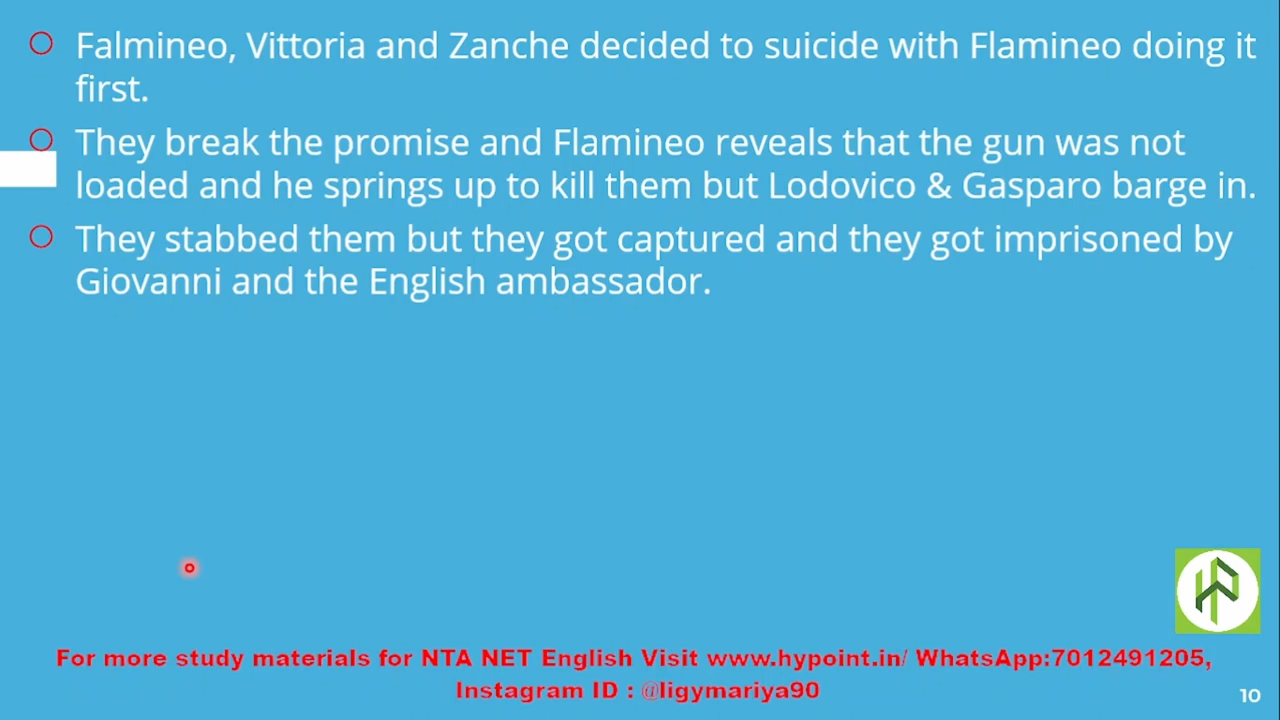 Falmineo, Vittoria and Zanche decided to suicide with Flamineo doing it
first.
They break the promise and Flamineo reveals that the gun was not
loaded and he springs up to kill them but Lodovico & Gasparo barge in.
They stabbed them but they got captured and they got imprisoned by
Giovanni and the English ambassador.
For more study materials for NTA NET English Visit www.hypoint.in/ WhatsApp:7012491205,
Instagram ID : @ligymariya90
10